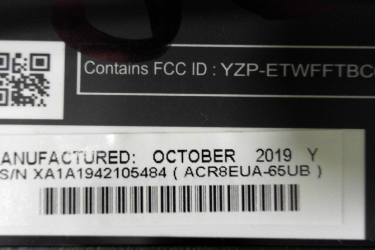 Contains FCC ID : YZP-ETWFFTBC
ANUFACTURED: OCTOBER 2019 Y
S/N XA1A1942105484 ( ACR8EUA-65UB )